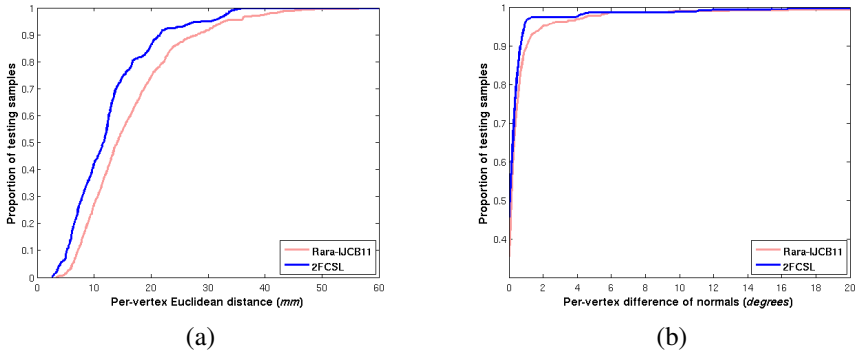 1
0.9
0.8
0.7
0.6
0.5
0.4
0.3
0.2
0.1
0
Proportion of testing samples
0 10 20 30 40 50 60
Per-vertex Euclidean distance (mm)
Rara-IJCB11
2FCSL
(a)
1
0.9
0.8
0.7
0.6
0.5
0.4
Proportion of testing samples
0 2 4 6 8 10 12 14 16 18 20
Per-vertex difference of normals (degrees)
Rara-IJCB11
2FCSL
(b)